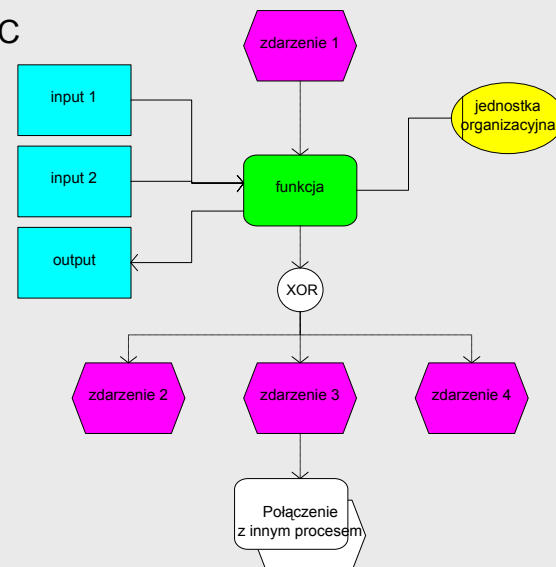 C
zdarzenie 1
input 1
jednostka
organizacyjna
input 2
funkcja
output
XOR
zdarzenie 2
zdarzenie 3
zdarzenie 4
Połączenie
z innym procesem